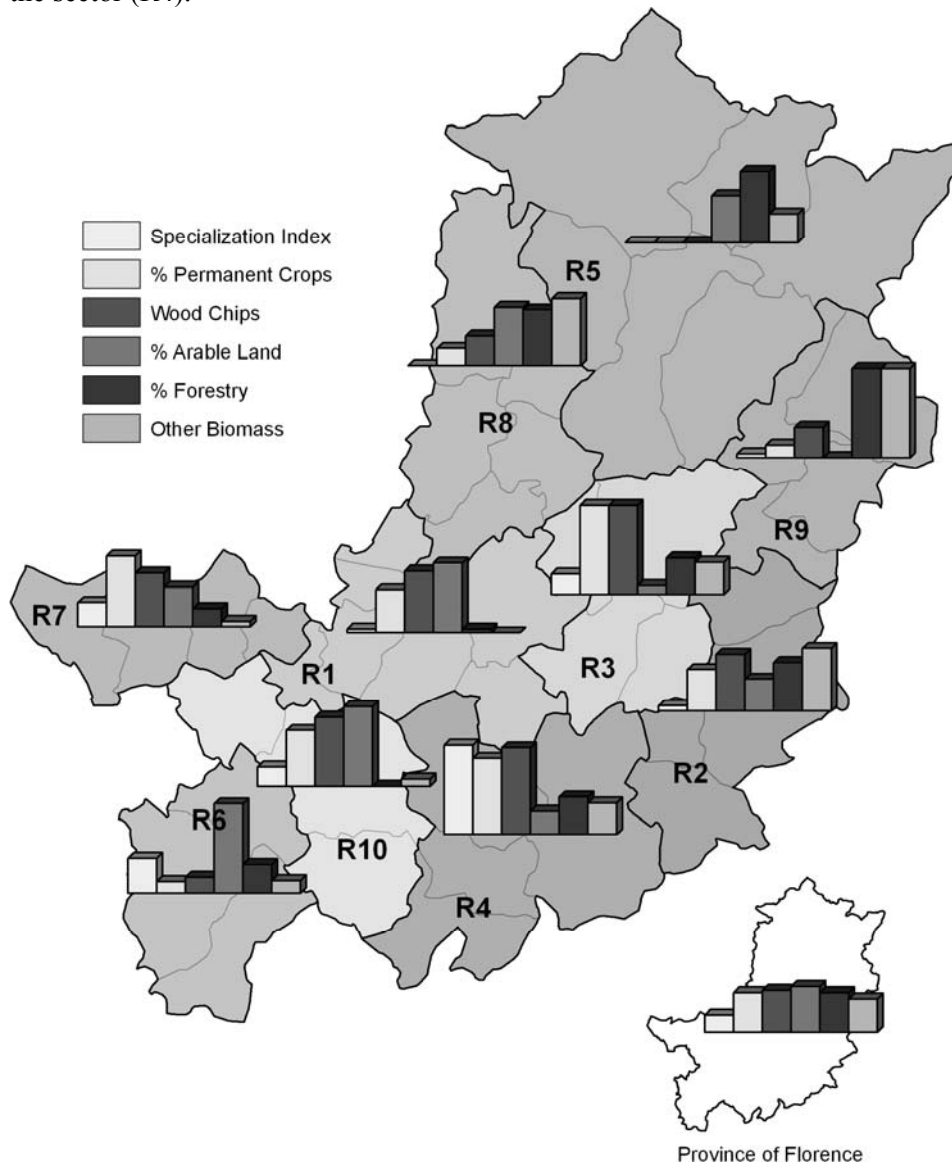 the sector (R4).
Specialization Index
% Permanent Crops
Wood Chips
% Arable Land
% Forestry
Other Biomass
R5
R8
R9
R7
R3
R1
R2
R6
R10
R4
Province of Florence